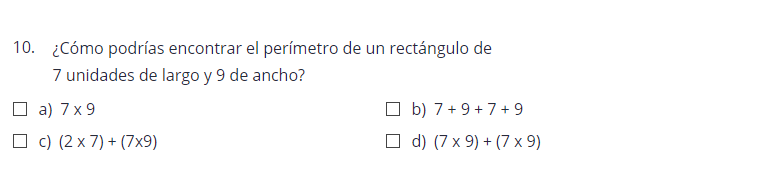 10. ¿Cómo podrías encontrar el perímetro de un rectángulo de
7 unidades de largo y 9 de ancho?
a) 7 x 9
b) 7 + 9 + 7 + 9
c) (2 x 7) + (7x9)
d) (7 x 9) + (7 x 9)